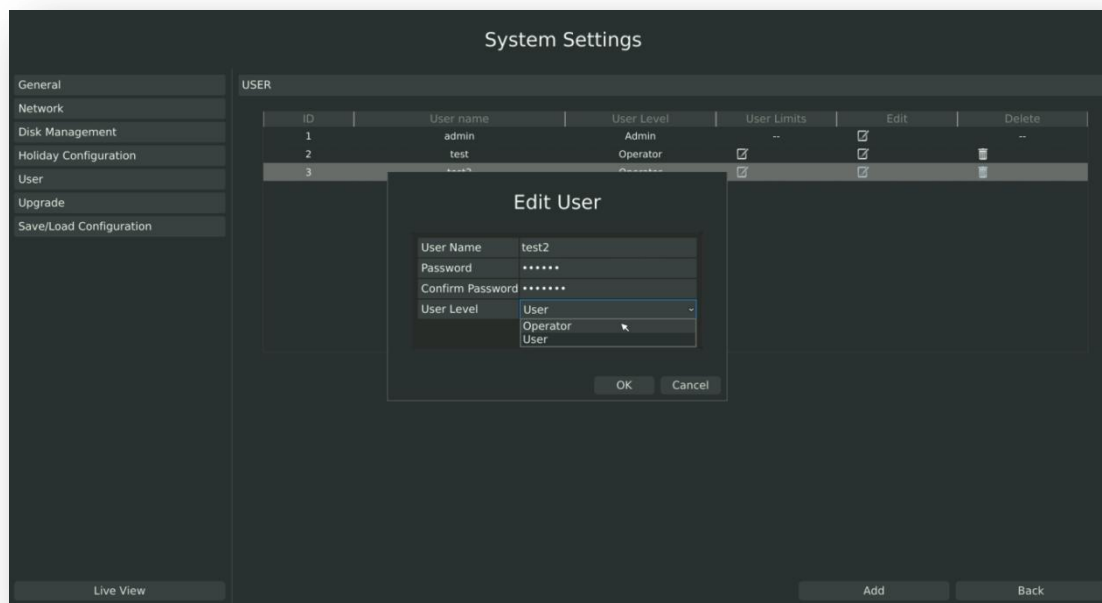 System Settings
General
Network
Disk Management
Holiday Configuration
User
Upgrade
Save/Load Configuration
Live View
USER
ID User name User Level User Limits Edit Delete
1 admin Admin -- --
2 test Operator
3 test2 Operator
Edit User
User Name test2
Password ••••••
Confirm Password •••••••
User Level User
Operator
User
OK Cancel
Add Back